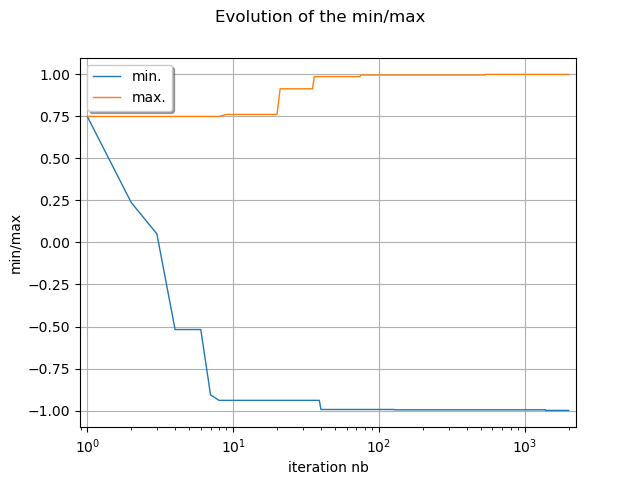 Evolution of the min/max
min.
max.
1.00
0.75
0.50
0.25
0.00
−0.25
−0.50
−0.75
−1.00
min/max
10⁰
10¹
10²
10³
iteration nb